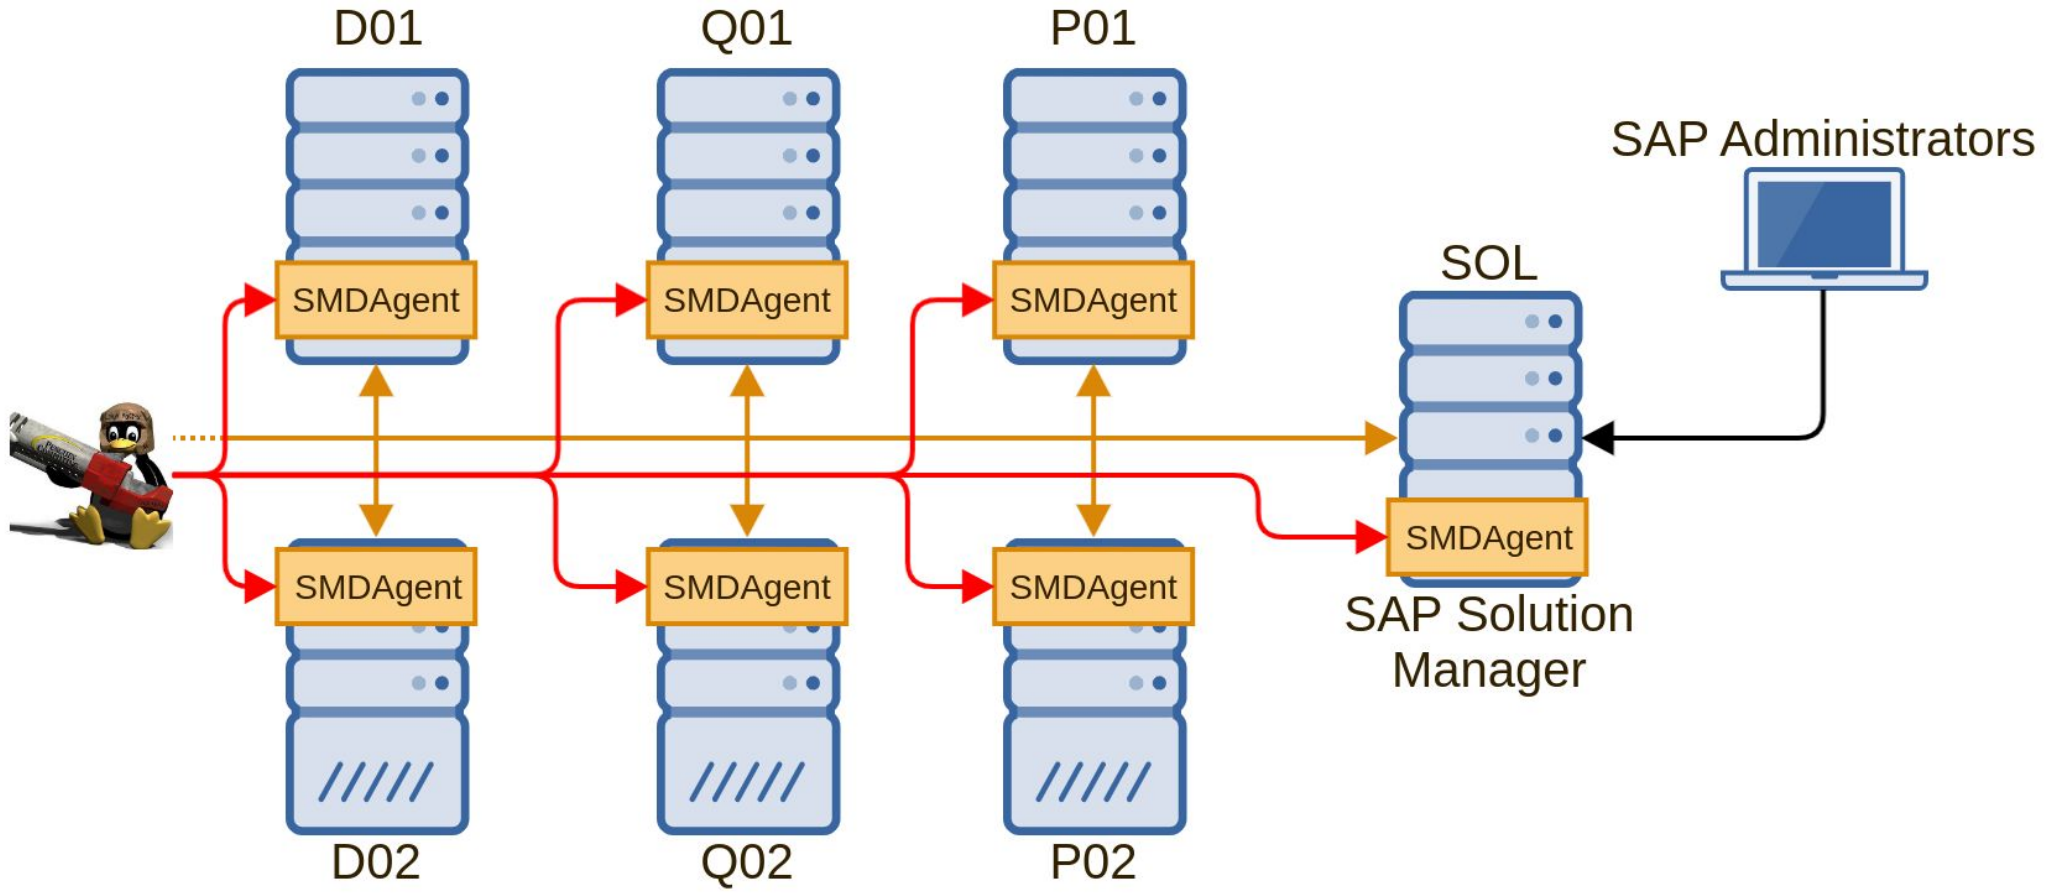 D01
Q01
P01
SAP Administrators
SOL
SMDAgent
SMDAgent
SMDAgent
SMDAgent
SMDAgent
SMDAgent
SMDAgent
SAP Solution
Manager
D02
Q02
P02